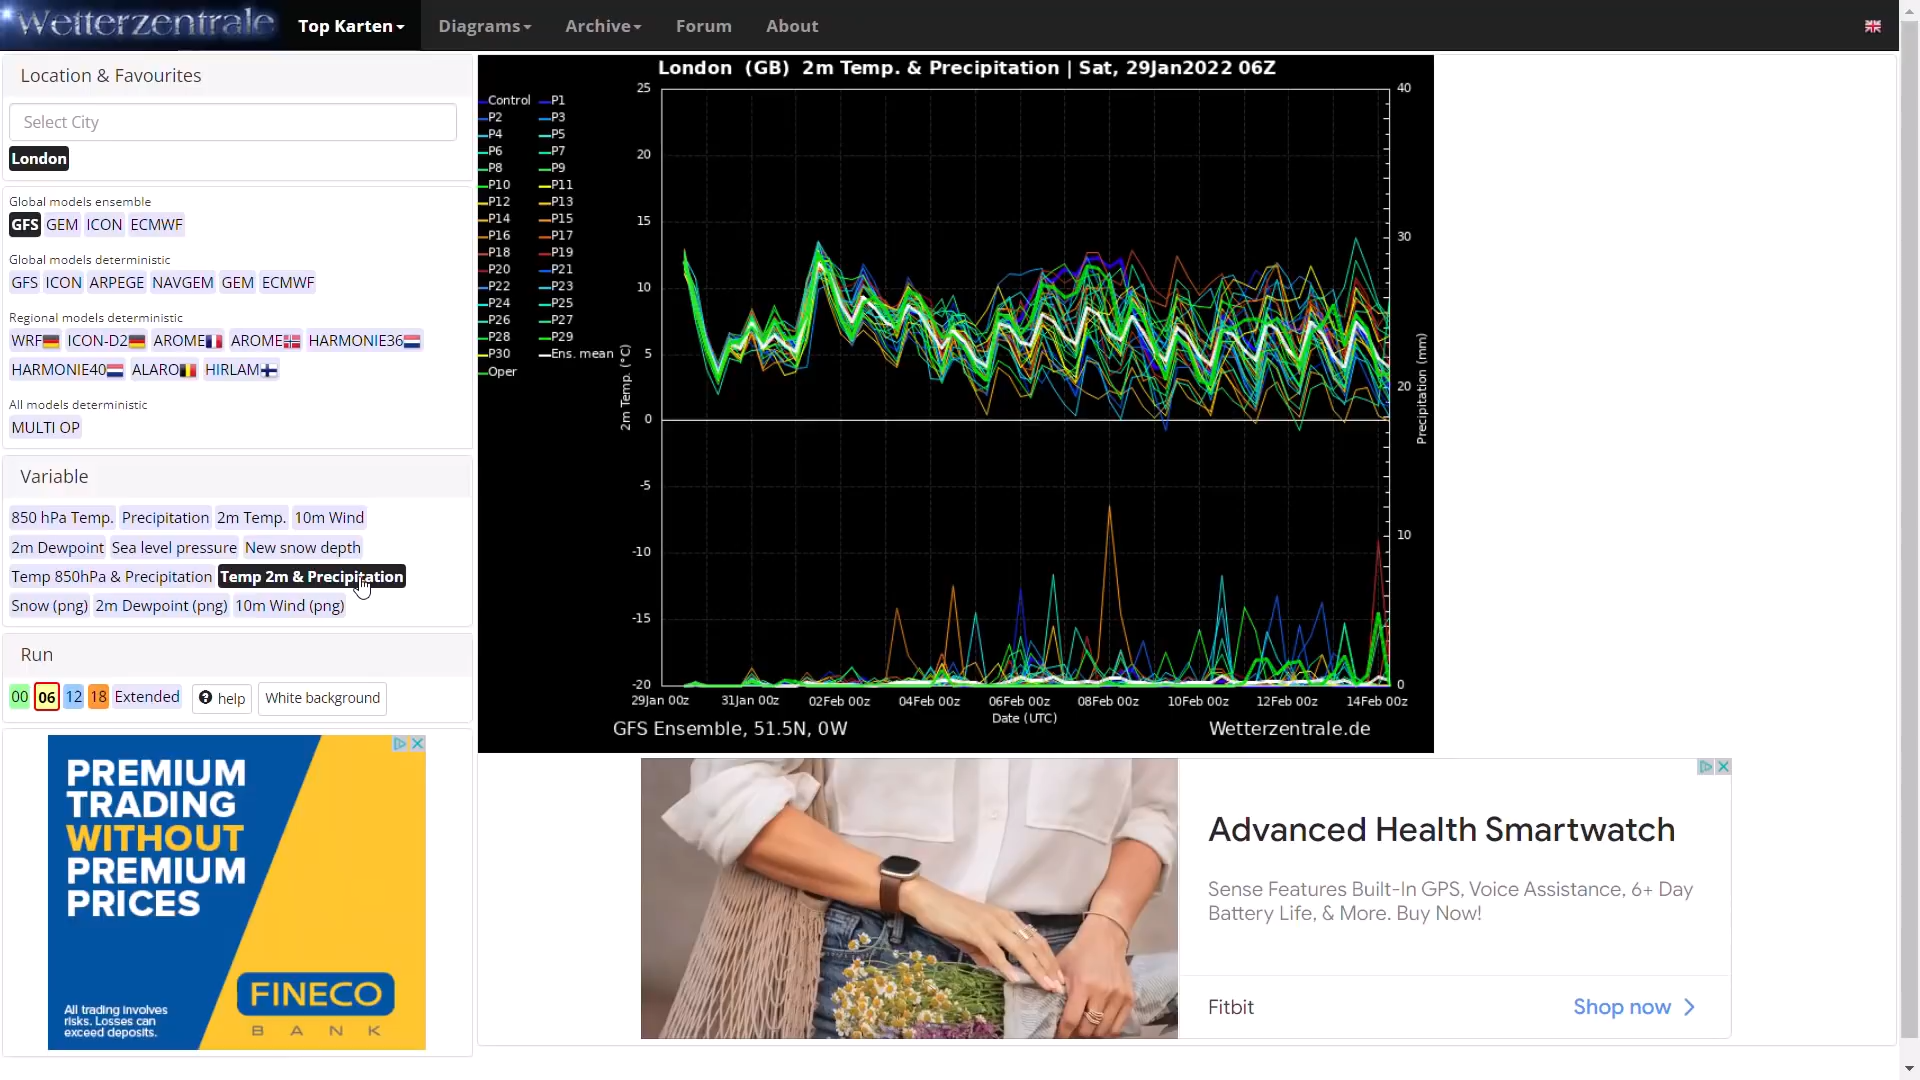 Wetterzentrale
Top Karten
Diagrams
Archive
Forum
About
Location & Favourites
Select City
London
Global models ensemble
GFS GEM ICON ECMWF
Global models deterministic
GFS ICON ARPEGE NAVGEM GEM ECMWF
Regional models deterministic
WRF ICON-D2 AROME AROME HARMONIE36
HARMONIE40 ALARO HIRLAM
All models deterministic
MULTI OP
Variable
850 hPa Temp. Precipitation 2m Temp. 10m Wind
2m Dewpoint Sea level pressure New snow depth
Temp 850hPa & Precipitation Temp 2m & Precipitation
Snow (png) 2m Dewpoint (png) 10m Wind (png)
Run
00 06 12 18 Extended help White background
London (GB) 2m Temp. & Precipitation | Sat, 29Jan2022 06Z
Control P1
P2 P3
P4 P5
P6 P7
P8 P9
P10 P11
P12 P13
P14 P15
P16 P17
P18 P19
P20 P21
P22 P23
P24 P25
P26 P27
P28 P29
P30 Ens. mean
Oper
25
20
15
10
5
0
-5
-10
-15
-20
2m Temp. (°C)
40
30
20
10
0
Precipitation (mm)
29Jan 00z 31Jan 00z 02Feb 00z 04Feb 00z 06Feb 00z 08Feb 00z 10Feb 00z 12Feb 00z 14Feb 00z
Date (UTC)
GFS Ensemble, 51.5N, 0W
Wetterzentrale.de
PREMIUM
TRADING
WITHOUT
PREMIUM
PRICES
All trading involves
risks. Losses can
exceed deposits.
FINECO
BANK
Advanced Health Smartwatch
Sense Features Built-In GPS, Voice Assistance, 6+ Day
Battery Life, & More. Buy Now!
Fitbit
Shop now